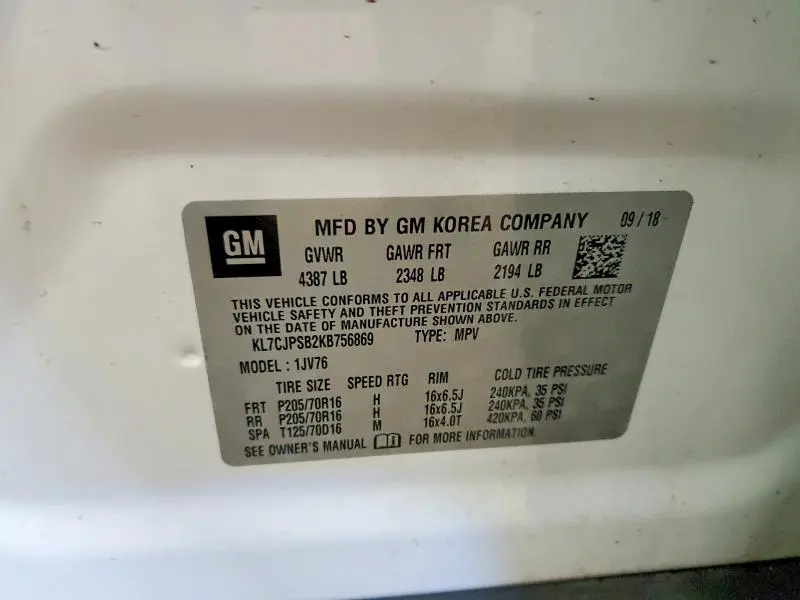 GM
MFD BY GM KOREA COMPANY 09 / 18
GVWR GAWR FRT GAWR RR
4387 LB 2348 LB 2194 LB
THIS VEHICLE CONFORMS TO ALL APPLICABLE U.S. FEDERAL MOTOR
VEHICLE SAFETY AND THEFT PREVENTION STANDARDS IN EFFECT
ON THE DATE OF MANUFACTURE SHOWN ABOVE.
KL7CJPSB2KB756869 TYPE: MPV
MODEL : 1JV76
TIRE SIZE SPEED RTG RIM COLD TIRE PRESSURE
FRT P205/70R16 H 16x6.5J 240KPA, 35 PSI
RR P205/70R16 H 16x6.5J 240KPA, 35 PSI
SPA T125/70D16 M 16x4.0T 420KPA, 60 PSI
SEE OWNER'S MANUAL FOR MORE INFORMATION.